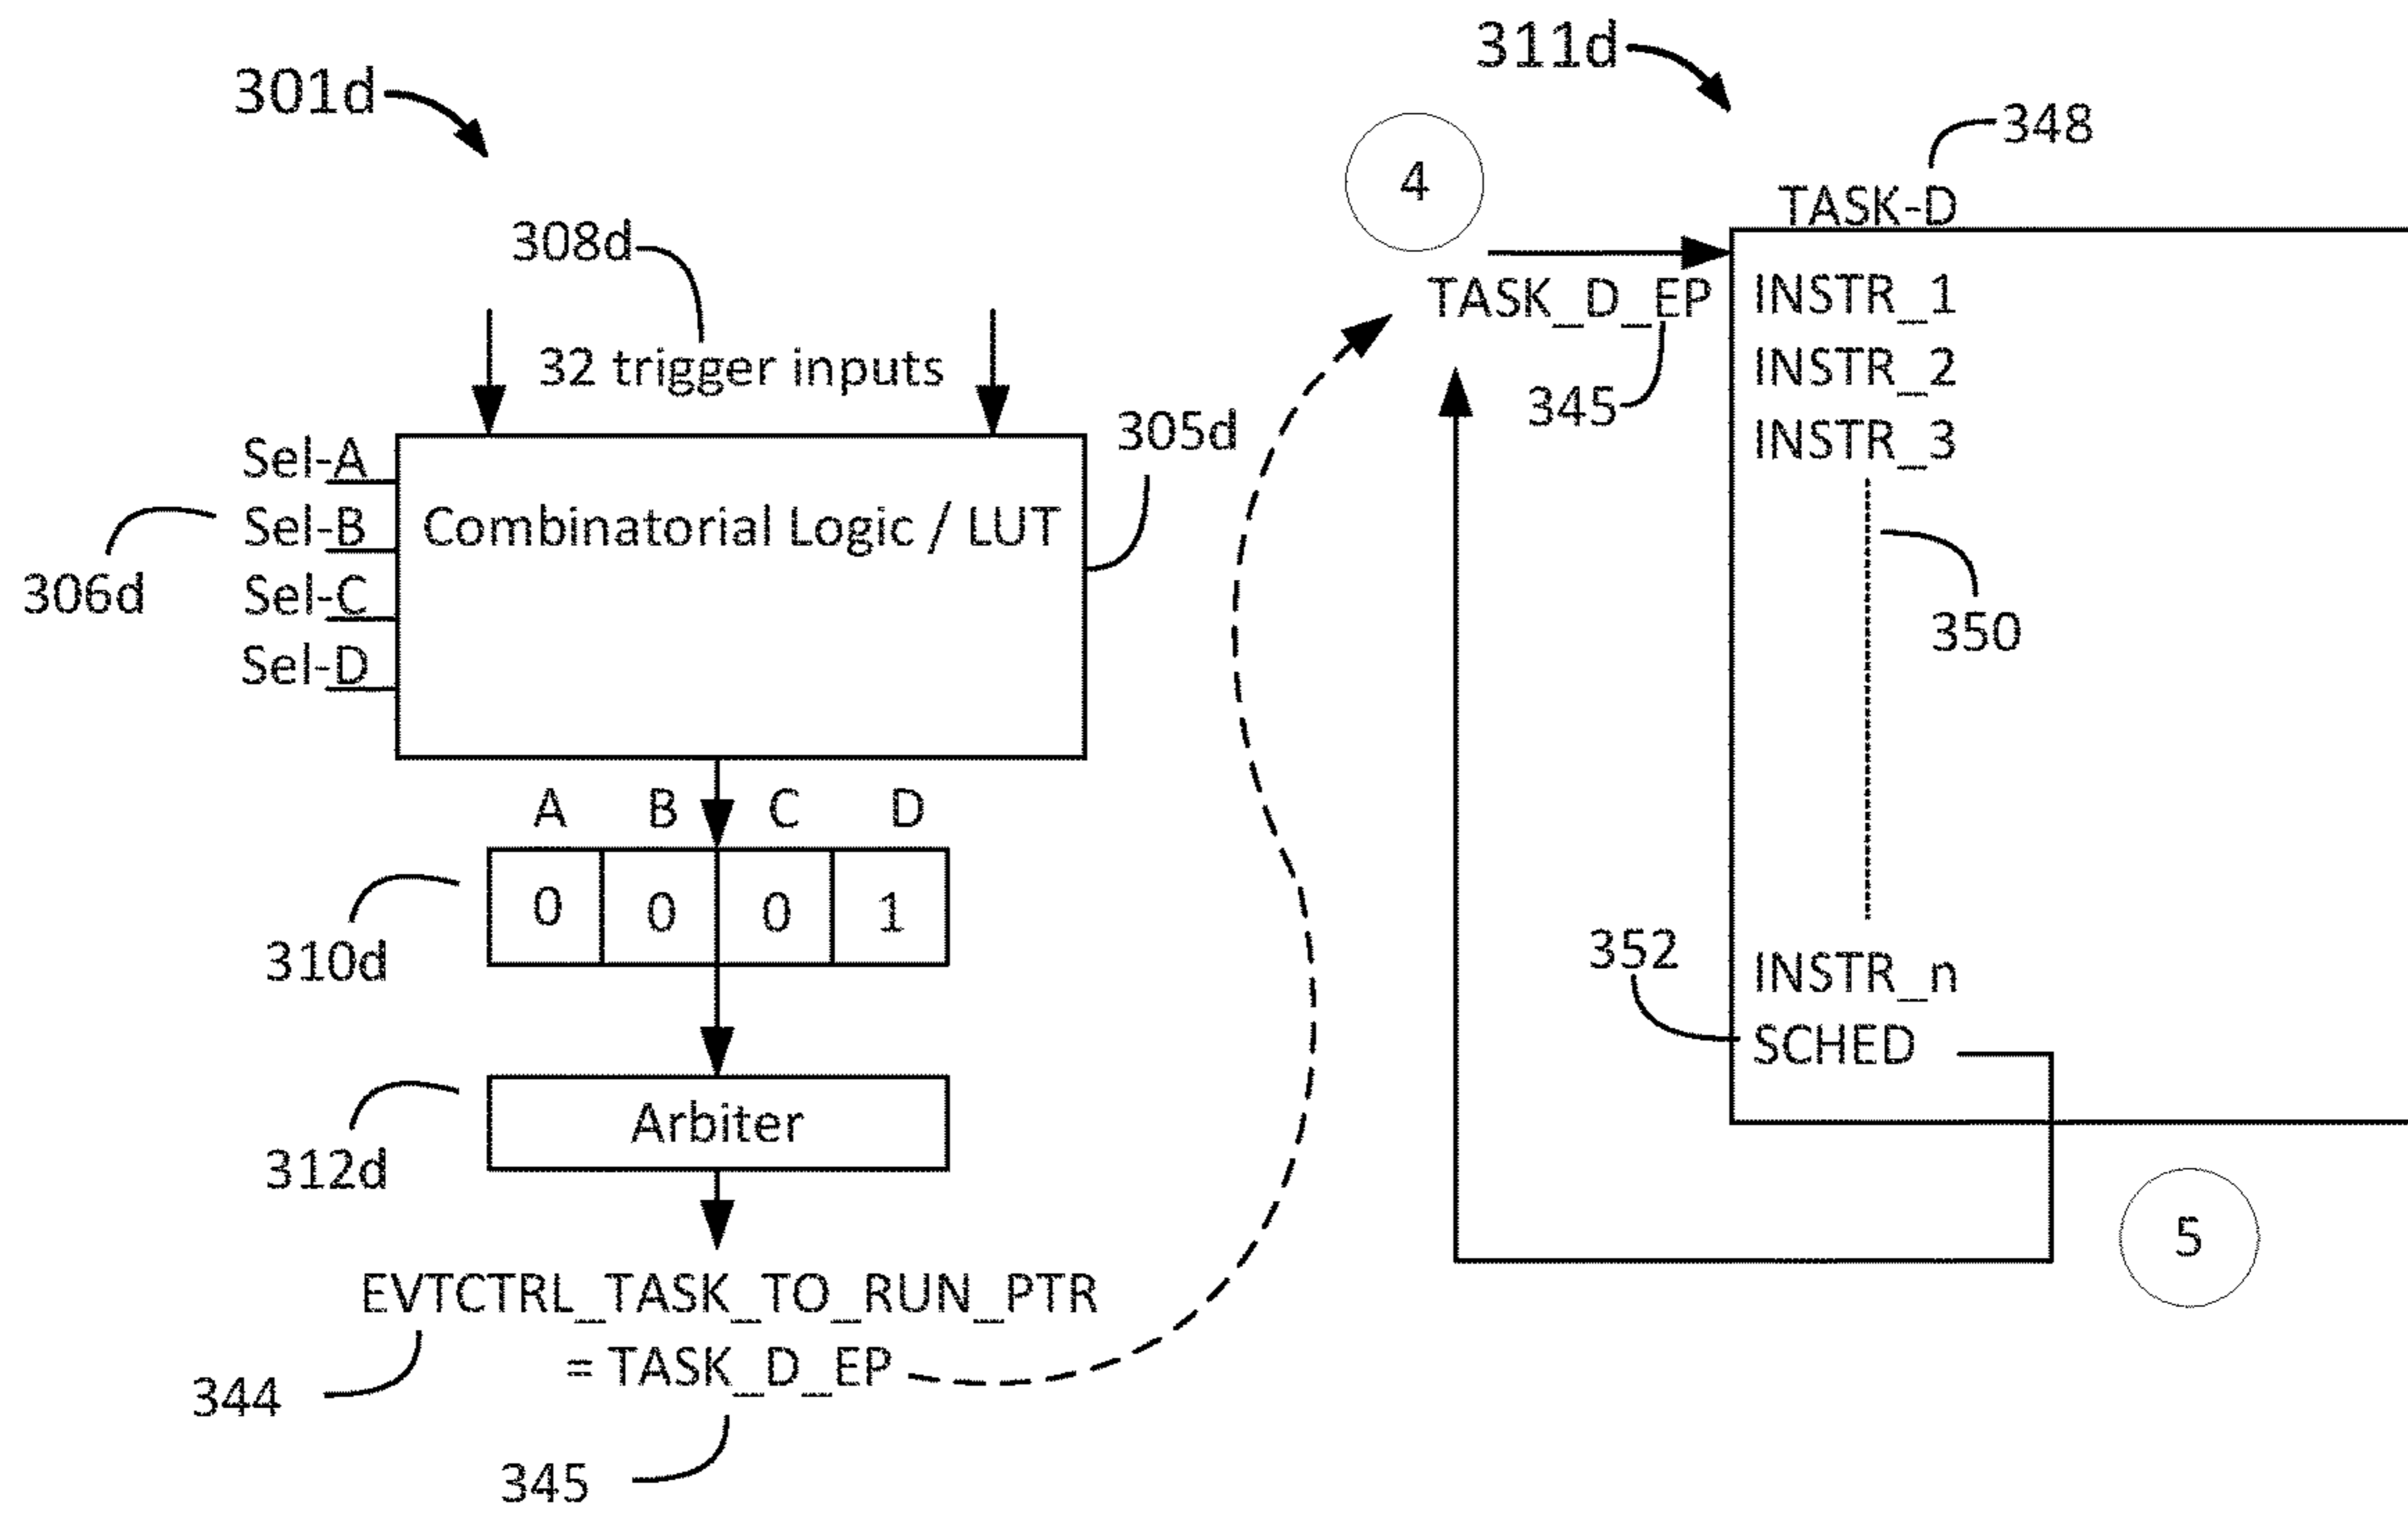 301d
308d
32 trigger inputs
305d
Sel-A
Sel-B
Sel-C
Sel-D
306d
Combinatorial Logic / LUT
A B C D
0 0 0 1
310d
Arbiter
312d
EVTCTRL_TASK_TO_RUN_PTR
= TASK_D_EP
344
345
311d
4
348
TASK-D
TASK_D_EP
345
INSTR_1
INSTR_2
INSTR_3
350
352
INSTR_n
SCHED
5